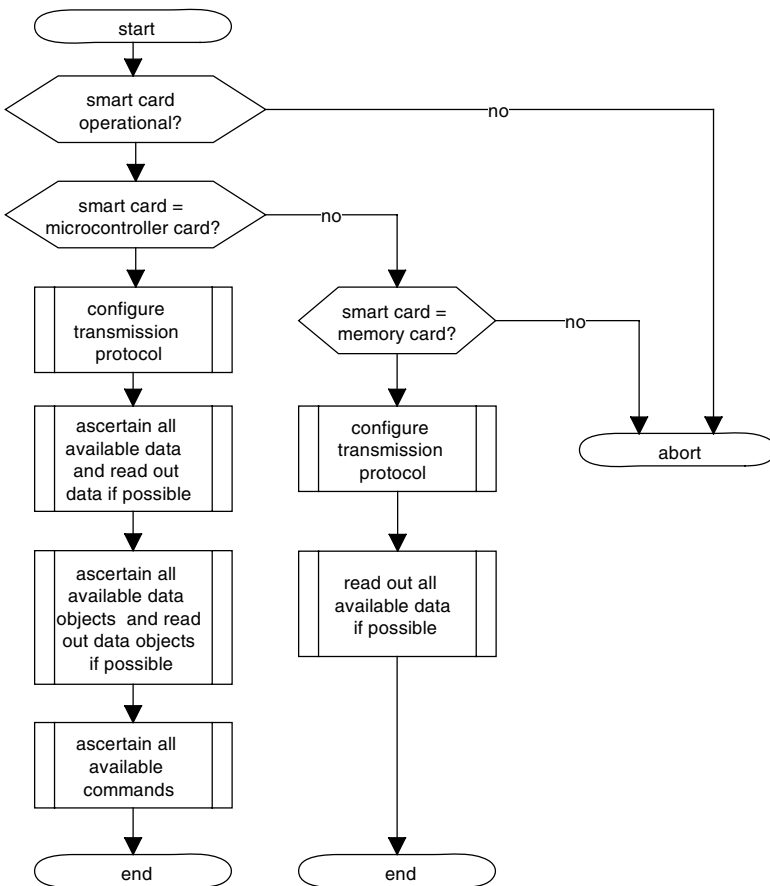 start
smart card
operational?
no
smart card =
microcontroller card?
no
configure
transmission
protocol
smart card =
memory card?
no
ascertain all
available data
and read out
data if possible
configure
transmission
protocol
abort
ascertain all
available data
objects and read
out data objects
if possible
read out all
available data
if possible
ascertain all
available
commands
end
end